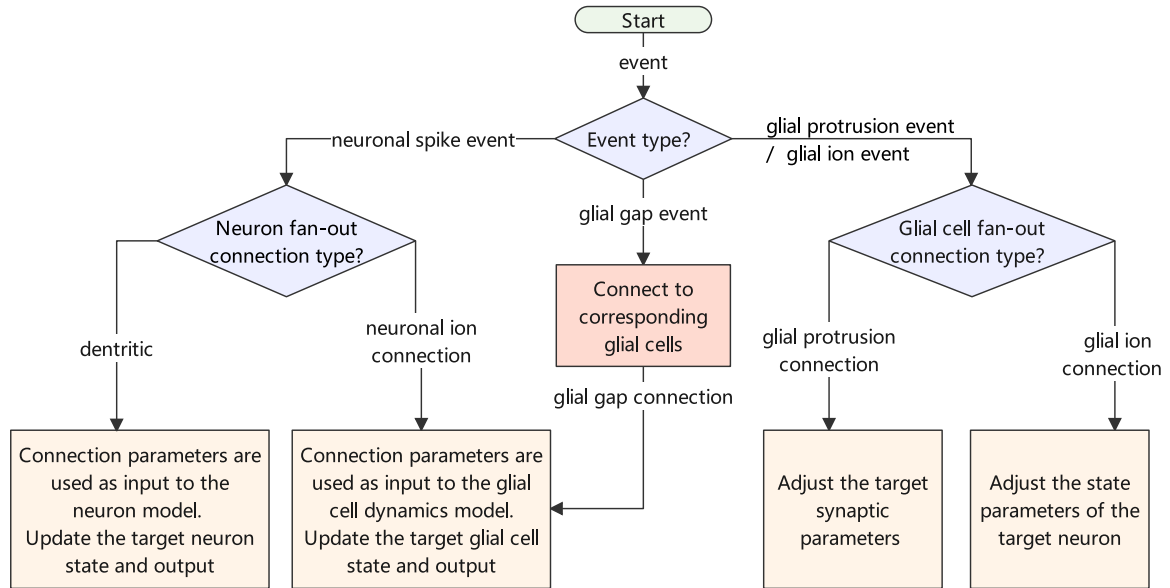 Start
event
Event type?
neuronal spike event
glial protrusion event
/ glial ion event
glial gap event
Neuron fan-out
connection type?
Glial cell fan-out
connection type?
Connect to
corresponding
glial cells
dentritic
neuronal ion
connection
glial protrusion
connection
glial ion
connection
glial gap connection
Connection parameters are
used as input to the
neuron model.
Update the target neuron
state and output
Connection parameters are
used as input to the glial
cell dynamics model.
Update the target glial cell
state and output
Adjust the target
synaptic
parameters
Adjust the state
parameters of the
target neuron